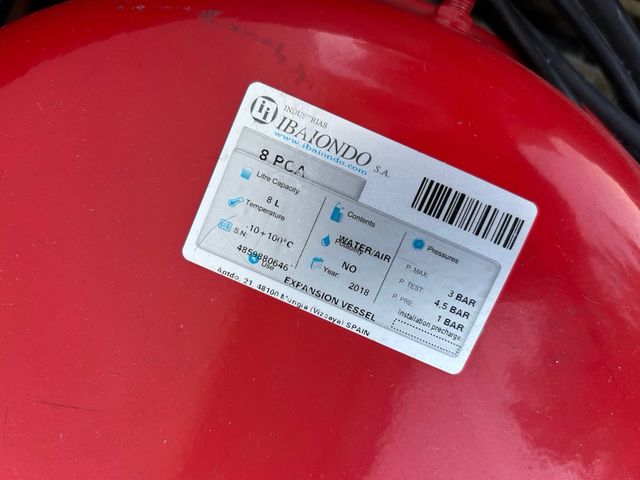 INDUSTRIAS
IBAIONDO S.A.
www.ibaiondo.com
8 PCA
Litre Capacity
8 L
Temperature
-10+100°C
S.N:
4859880646
Use
EXPANSION VESSEL
Contents
WATER/AIR
Potability
NO
Year:
2018
Pressures
P. MAX: 3 BAR
P. TEST: 4,5 BAR
P. PRE.: 1 BAR
Installation precharge:
21, 48100 Mungia (Vizcaya) SPAIN